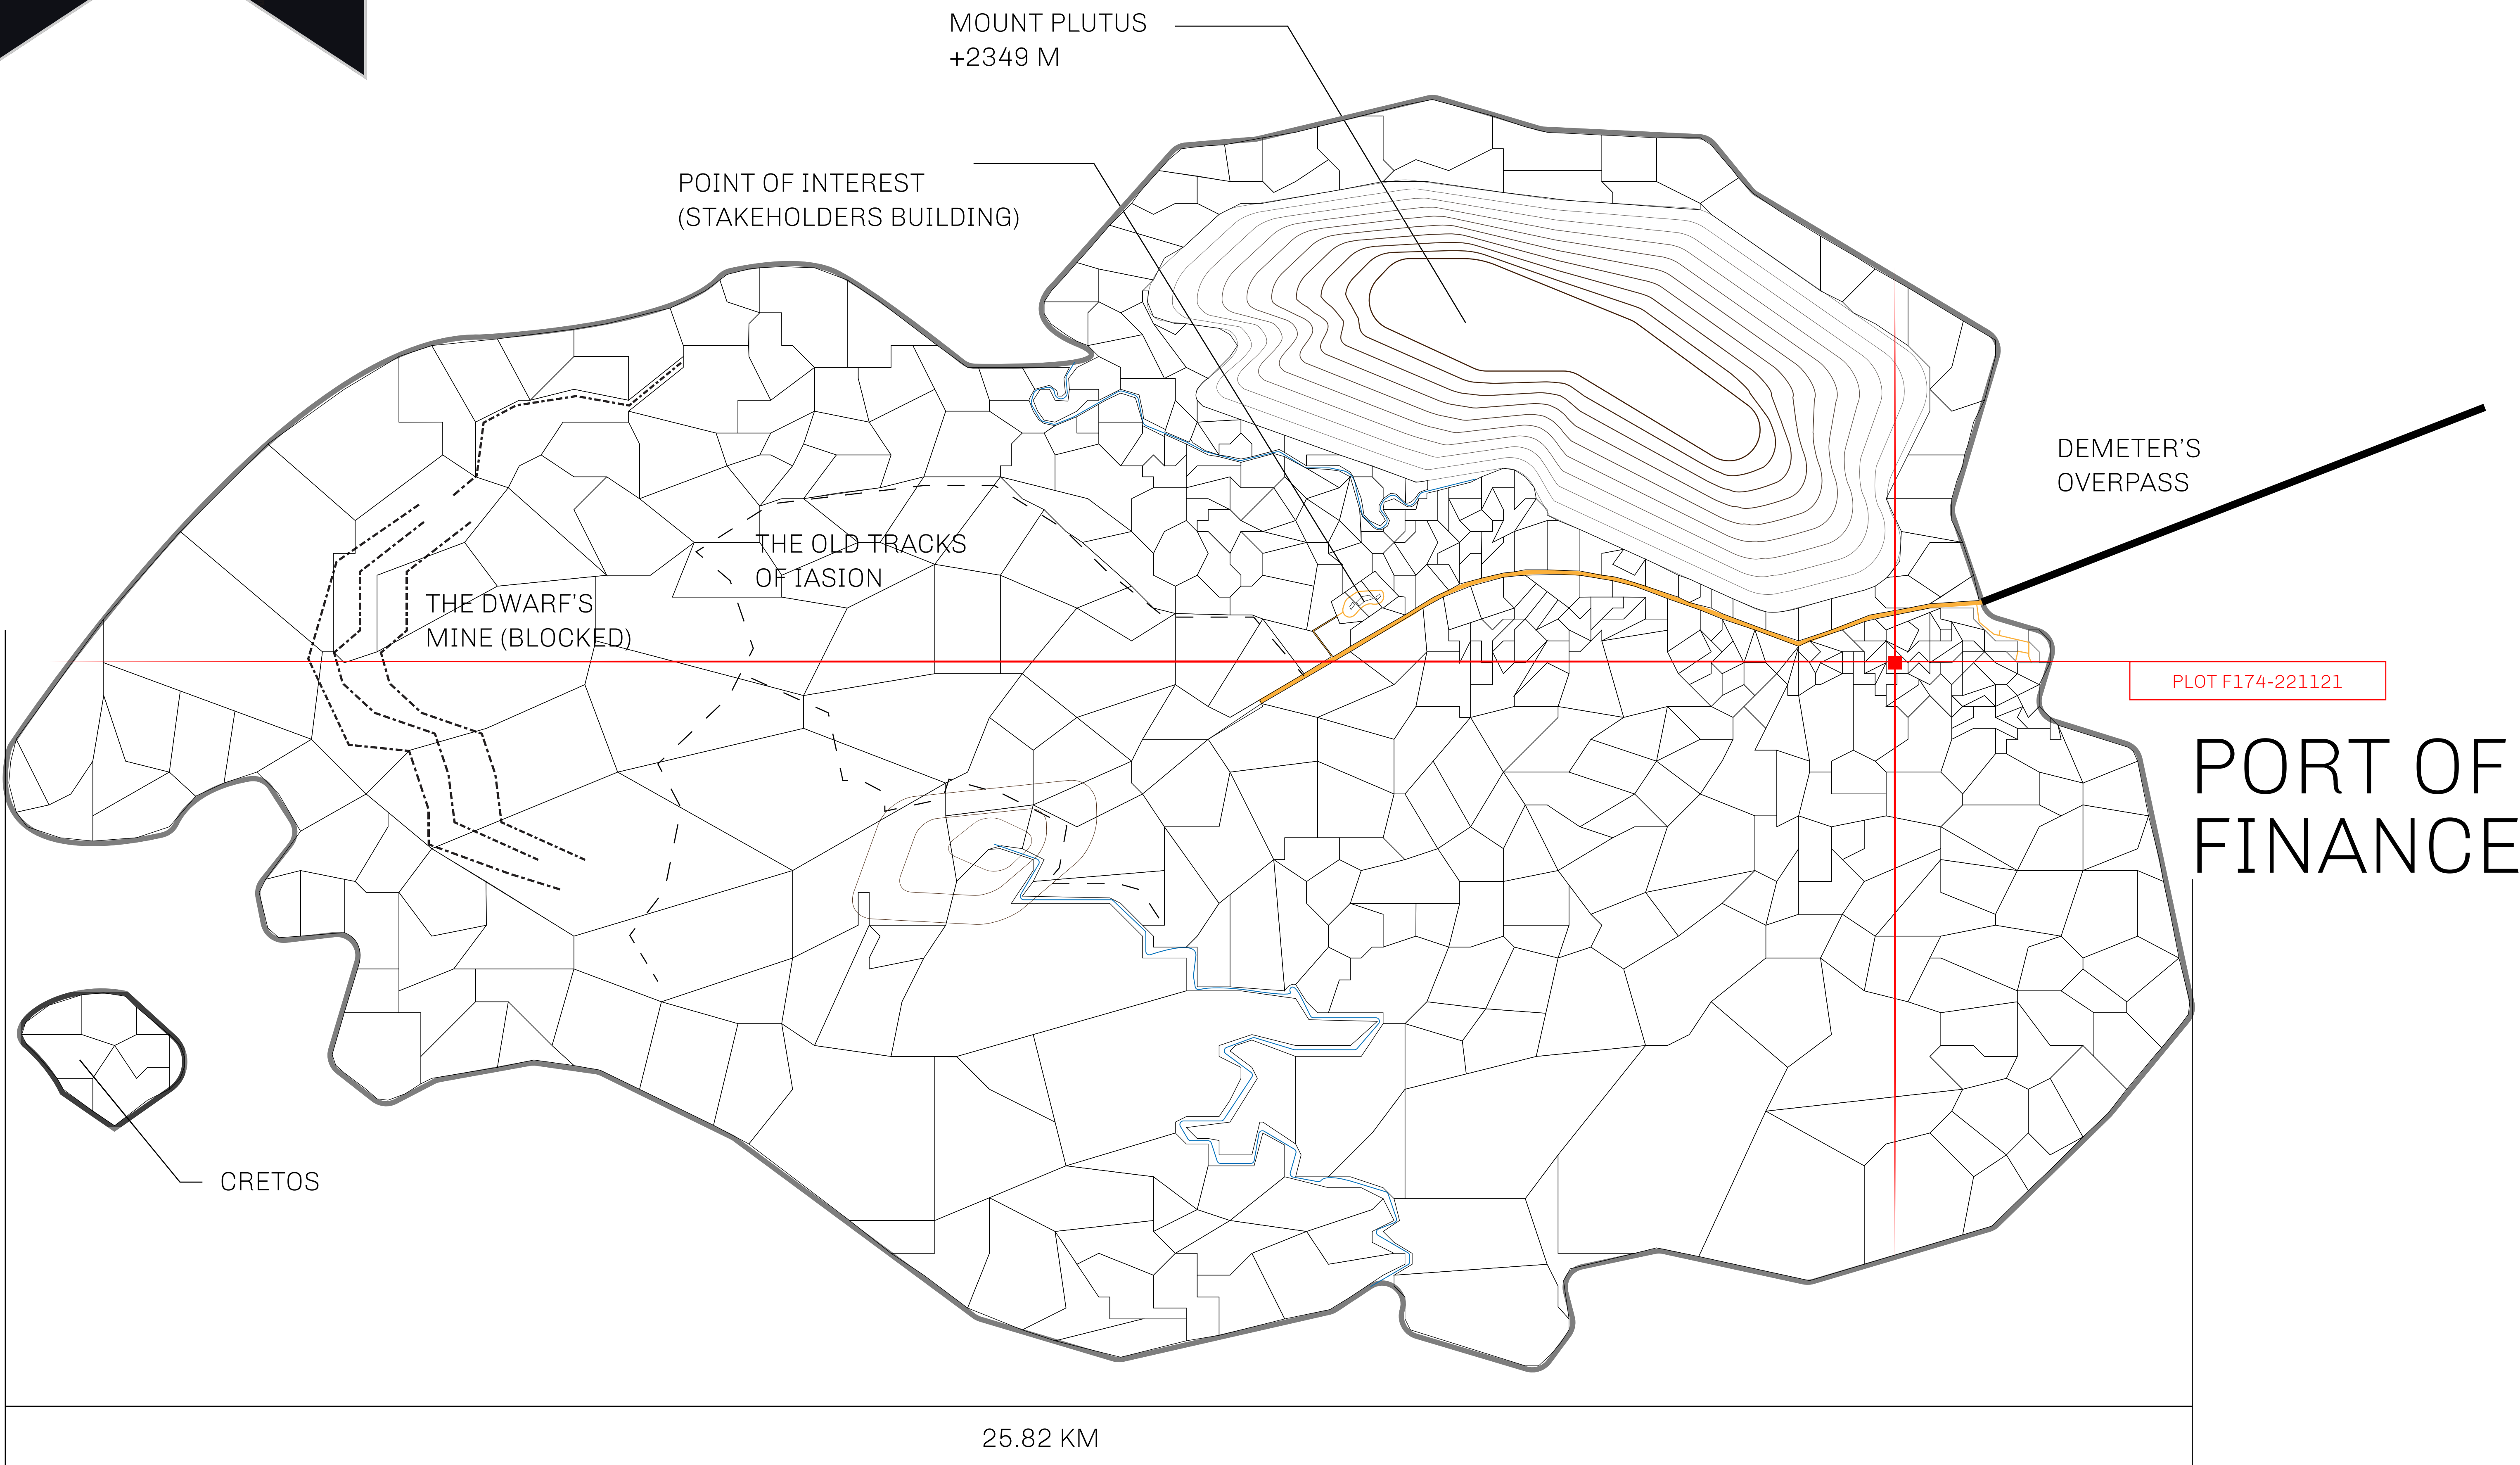 MOUNT PLUTUS
+2349 M
POINT OF INTEREST
(STAKEHOLDERS BUILDING)
DEMETER'S
OVERPASS
THE OLD TRACKS
OF IASION
THE DWARF'S
MINE (BLOCKED)
PLOT F174-221121
PORT OF
FINANCE
CRETOS
25.82 KM